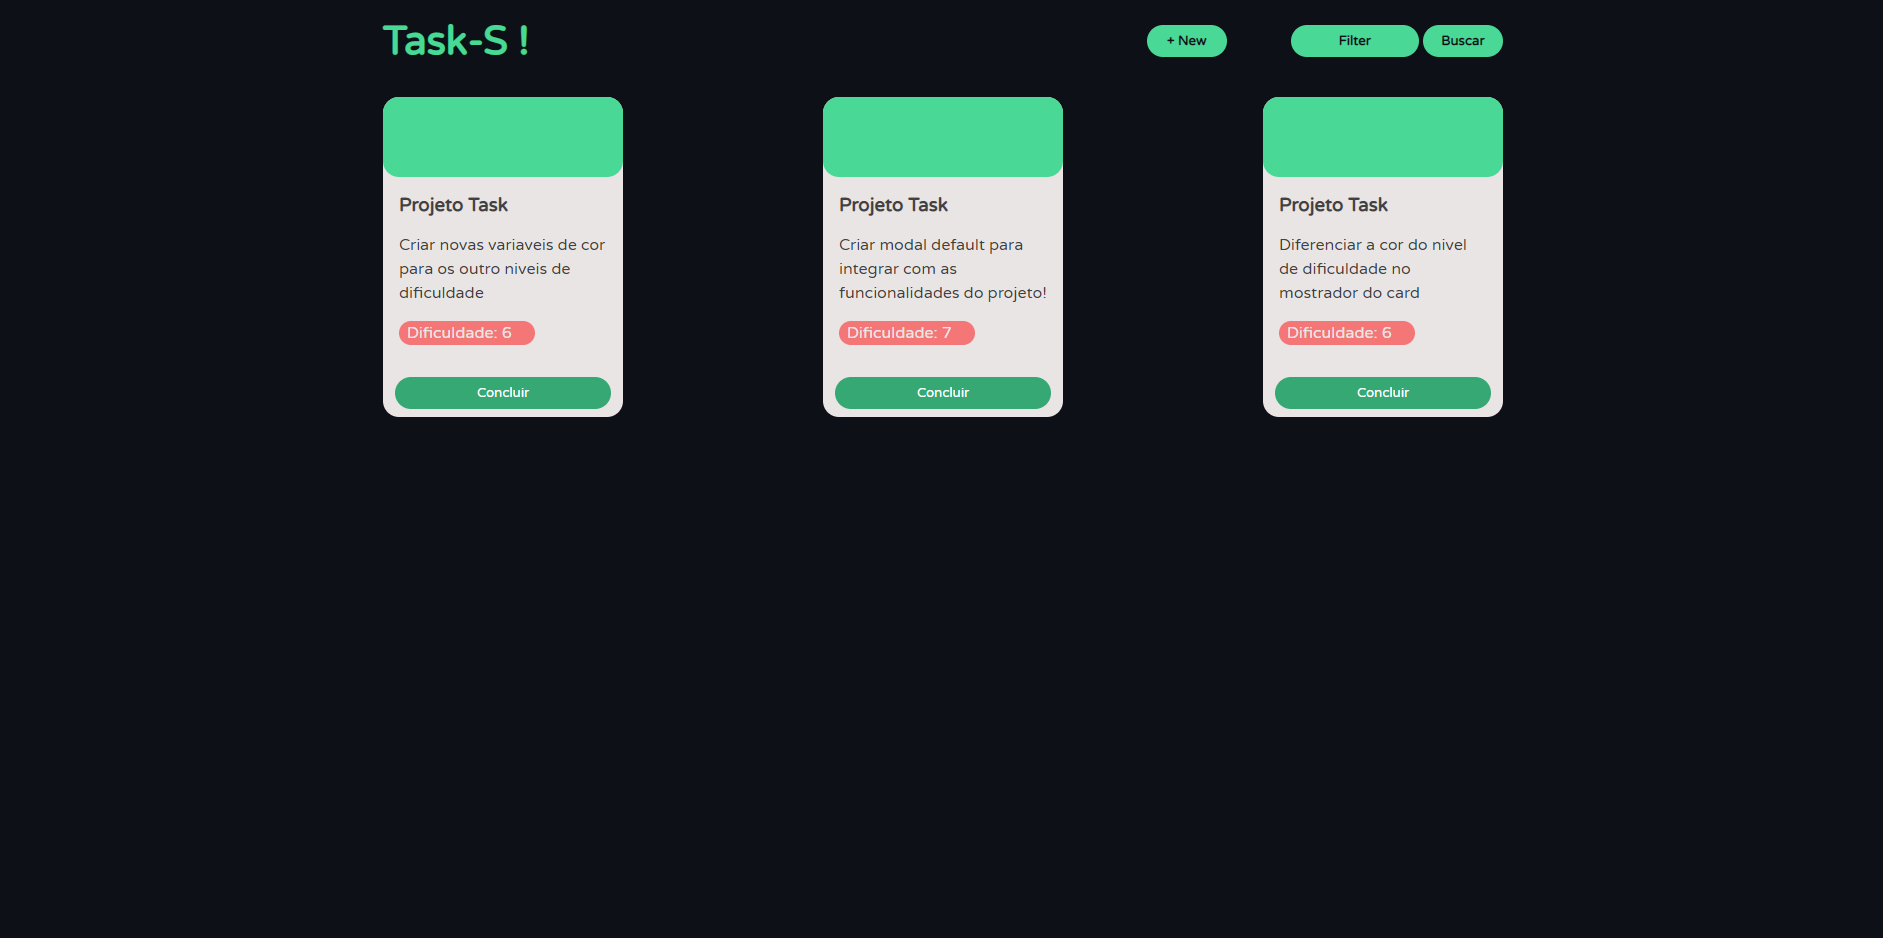 Task-S !
+ New
Filter
Buscar
Projeto Task
Criar novas variaveis de cor
para os outro niveis de
dificuldade
Dificuldade: 6
Concluir
Projeto Task
Criar modal default para
integrar com as
funcionalidades do projeto!
Dificuldade: 7
Concluir
Projeto Task
Diferenciar a cor do nivel
de dificuldade no
mostrador do card
Dificuldade: 6
Concluir